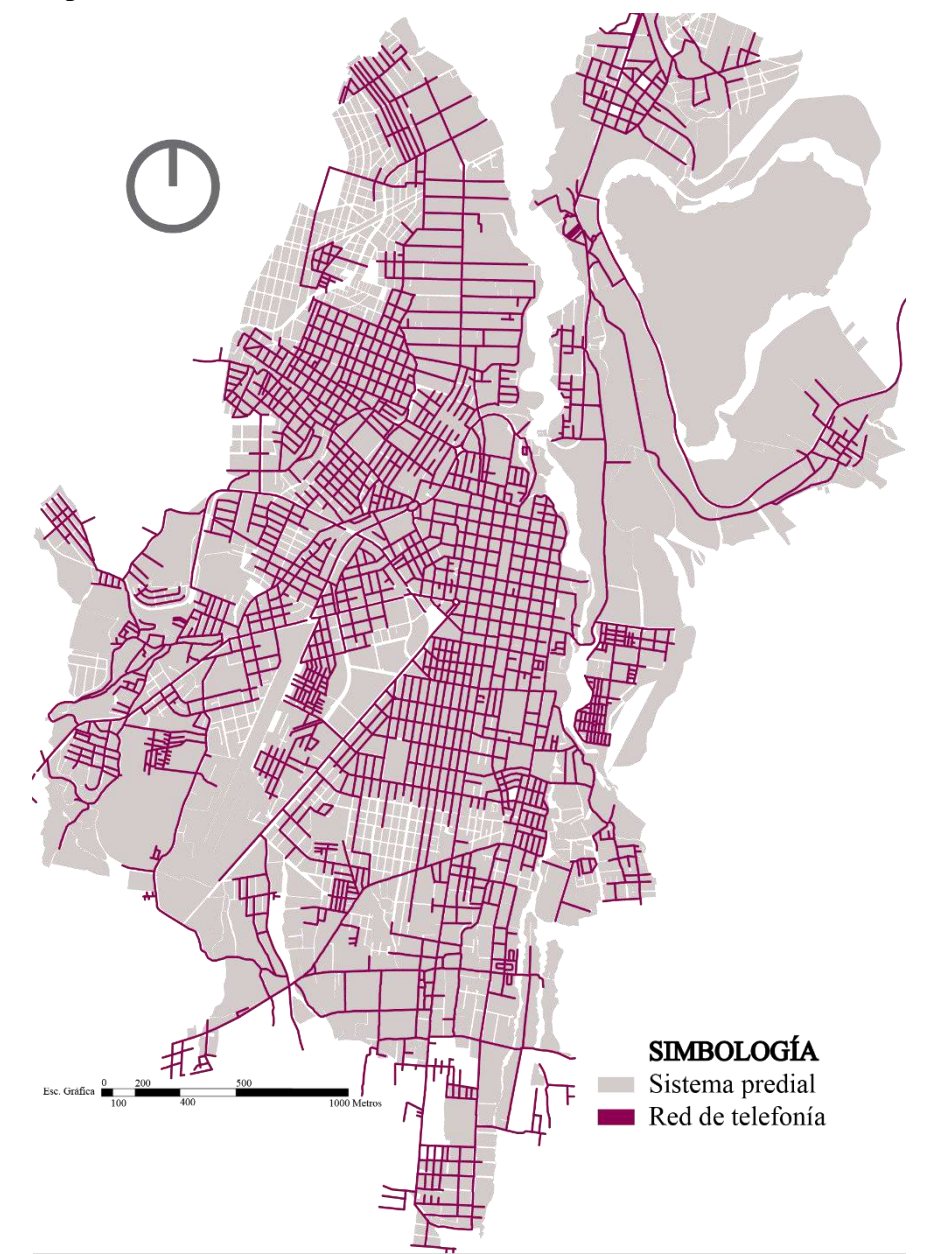 SIMBOLOGÍA
Sistema predial
Red de telefonía
Esc. Gráfica 0 200 500
100 400 1000 Metros